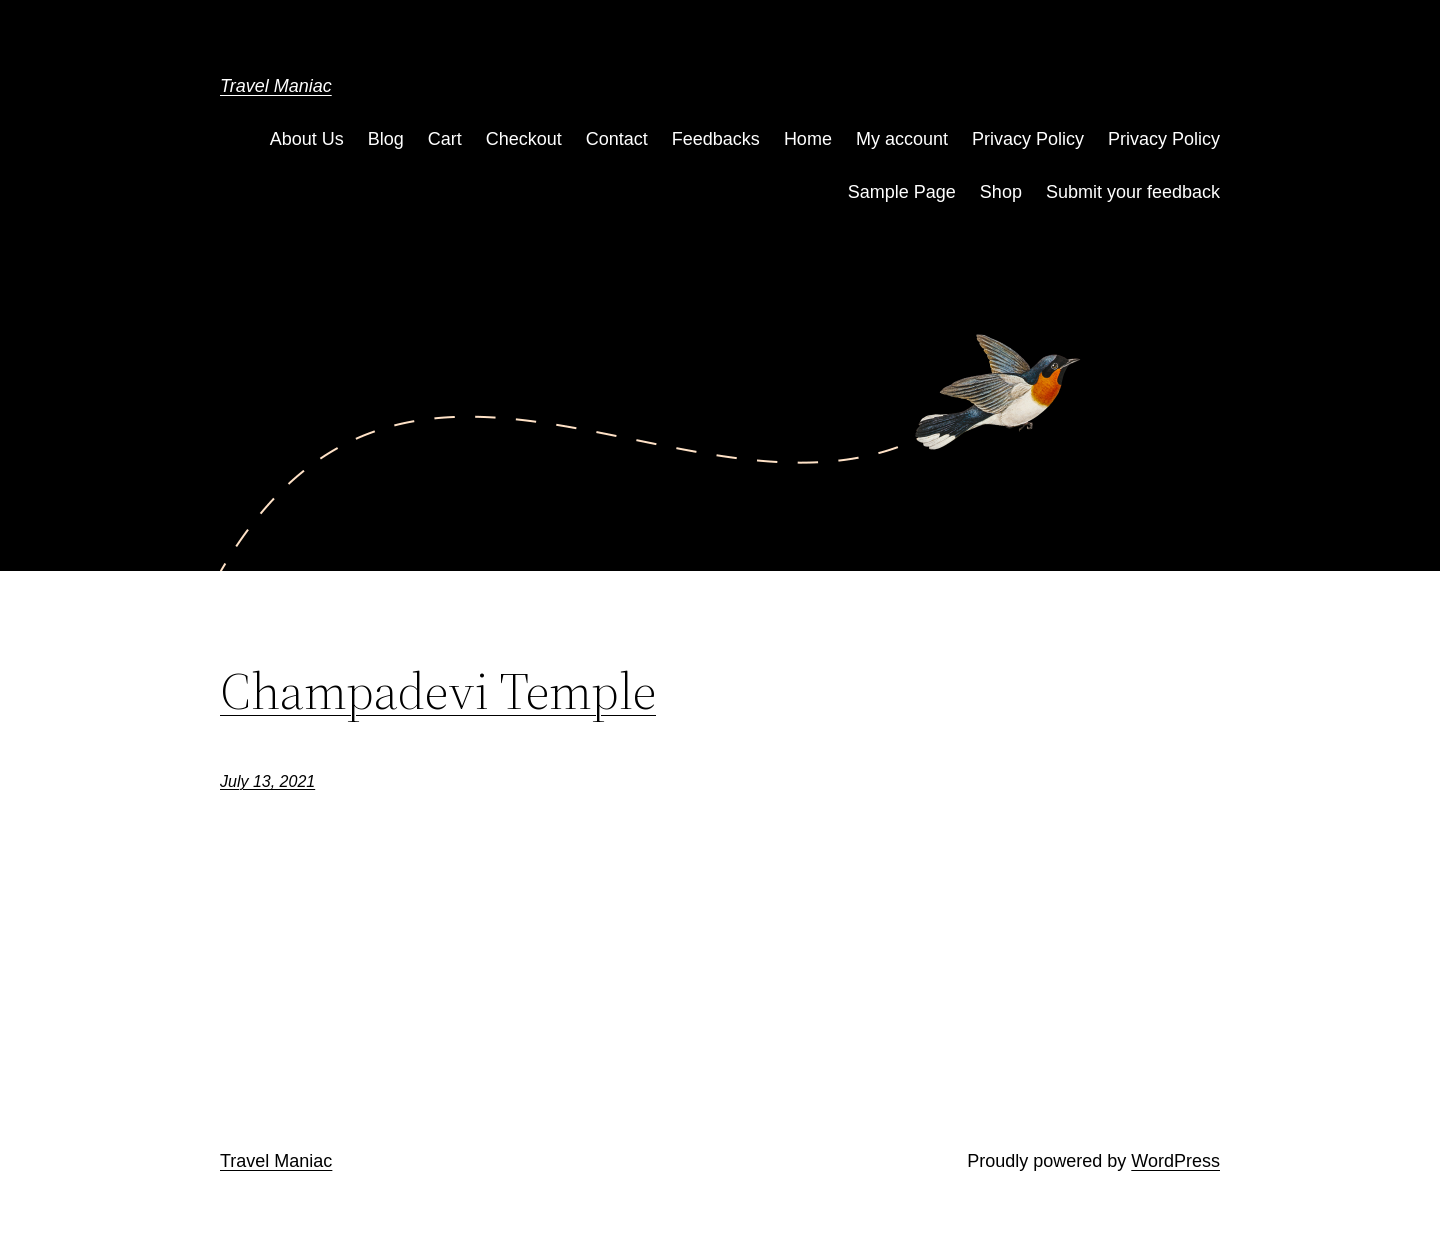 Travel Maniac
About Us Blog Cart Checkout Contact Feedbacks Home My account Privacy Policy Privacy Policy
Sample Page Shop Submit your feedback
Champadevi Temple
July 13, 2021
Travel Maniac
Proudly powered by WordPress